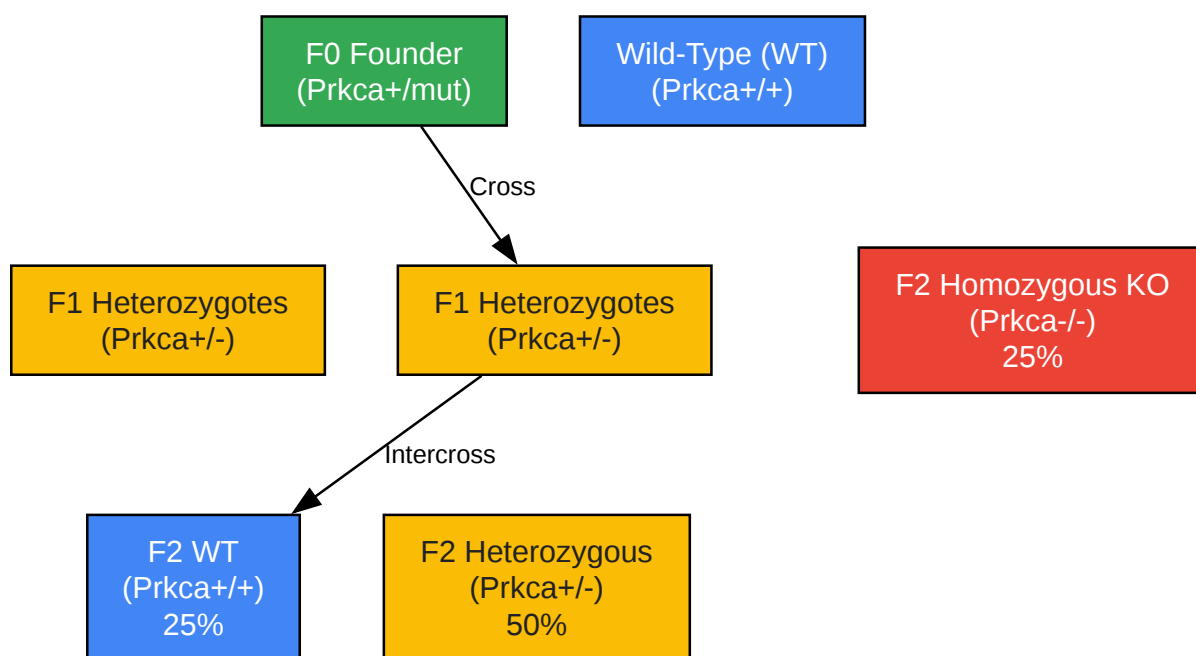 F0 Founder
(Prkca+/mut)
Wild-Type (WT)
(Prkca+/+)
Cross
F1 Heterozygotes
(Prkca+/-)
F1 Heterozygotes
(Prkca+/-)
F2 Homozygous KO
(Prkca-/-)
25%
Intercross
F2 WT
(Prkca+/+)
25%
F2 Heterozygous
(Prkca+/-)
50%